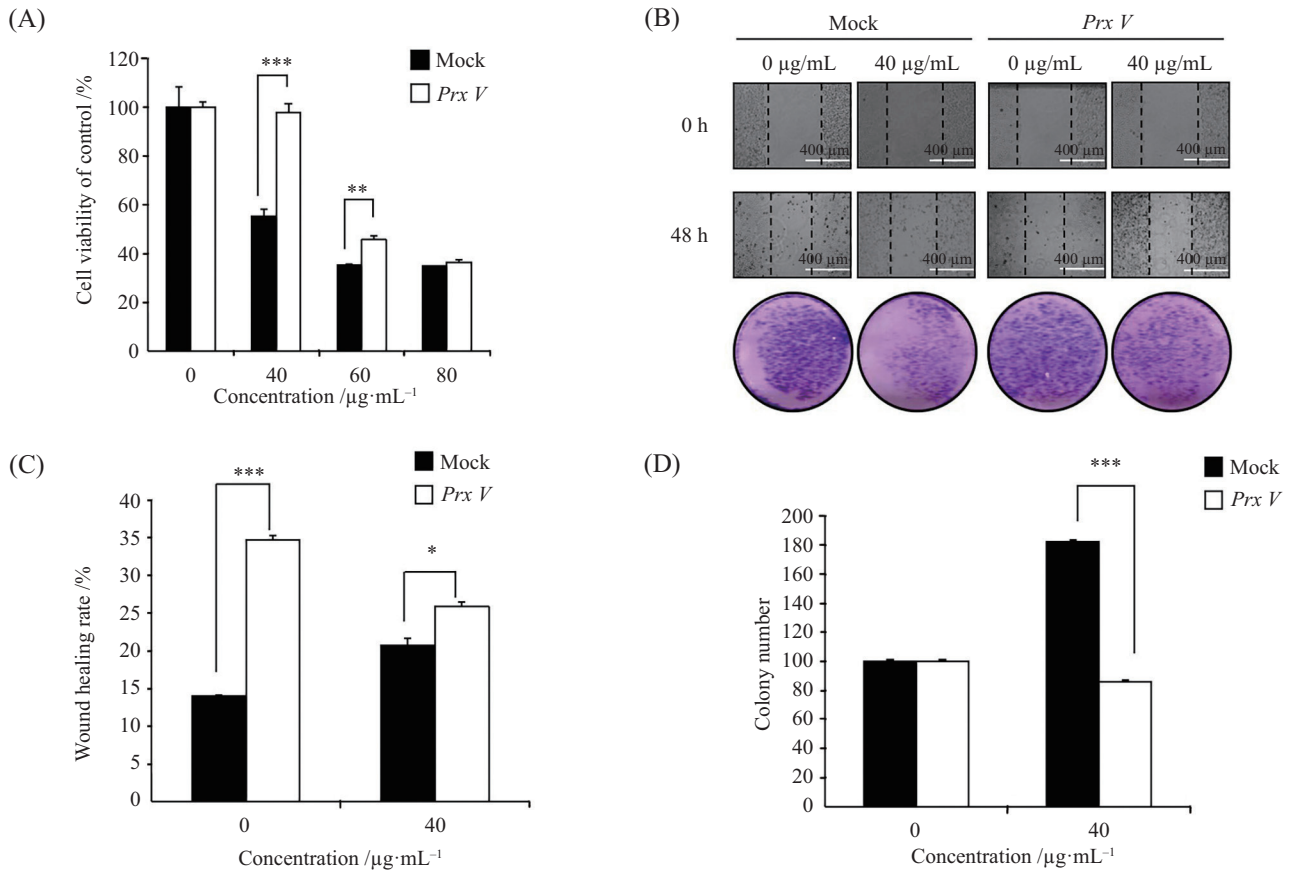 (A)
Mock
Prx V
***
**
120
100
80
60
40
20
0
Cell viability of control /%
0 40 60 80
Concentration /µg·mL⁻¹
(B)
Mock Prx V
0 µg/mL 40 µg/mL 0 µg/mL 40 µg/mL
0 h
400 µm 400 µm 400 µm 400 µm
48 h
400 µm 400 µm 400 µm 400 µm
(C)
Mock
Prx V
***
*
40
35
30
25
20
15
10
5
0
Wound healing rate /%
0 40
Concentration /µg·mL⁻¹
(D)
Mock
Prx V
***
200
180
160
140
120
100
80
60
40
20
0
Colony number
0 40
Concentration /µg·mL⁻¹